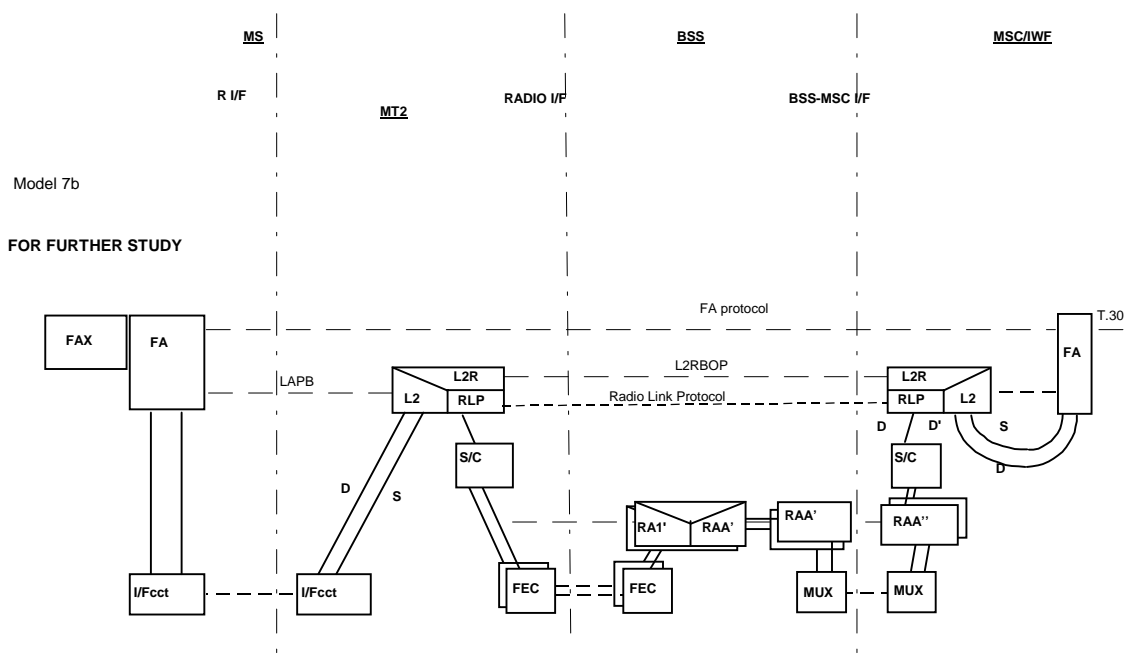 MS
BSS
MSC/IWF
R I/F
RADIO I/F
BSS-MSC I/F
MT2
Model 7b
FOR FURTHER STUDY
FA protocol
T.30
FAX
FA
FA
L2RBOP
L2R
L2R
LAPB
L2
RLP
Radio Link Protocol
RLP
L2
D
D'
S
S/C
S/C
D
D
S
RA1'
RAA'
RAA'
RAA''
I/Fcct
I/Fcct
FEC
FEC
MUX
MUX